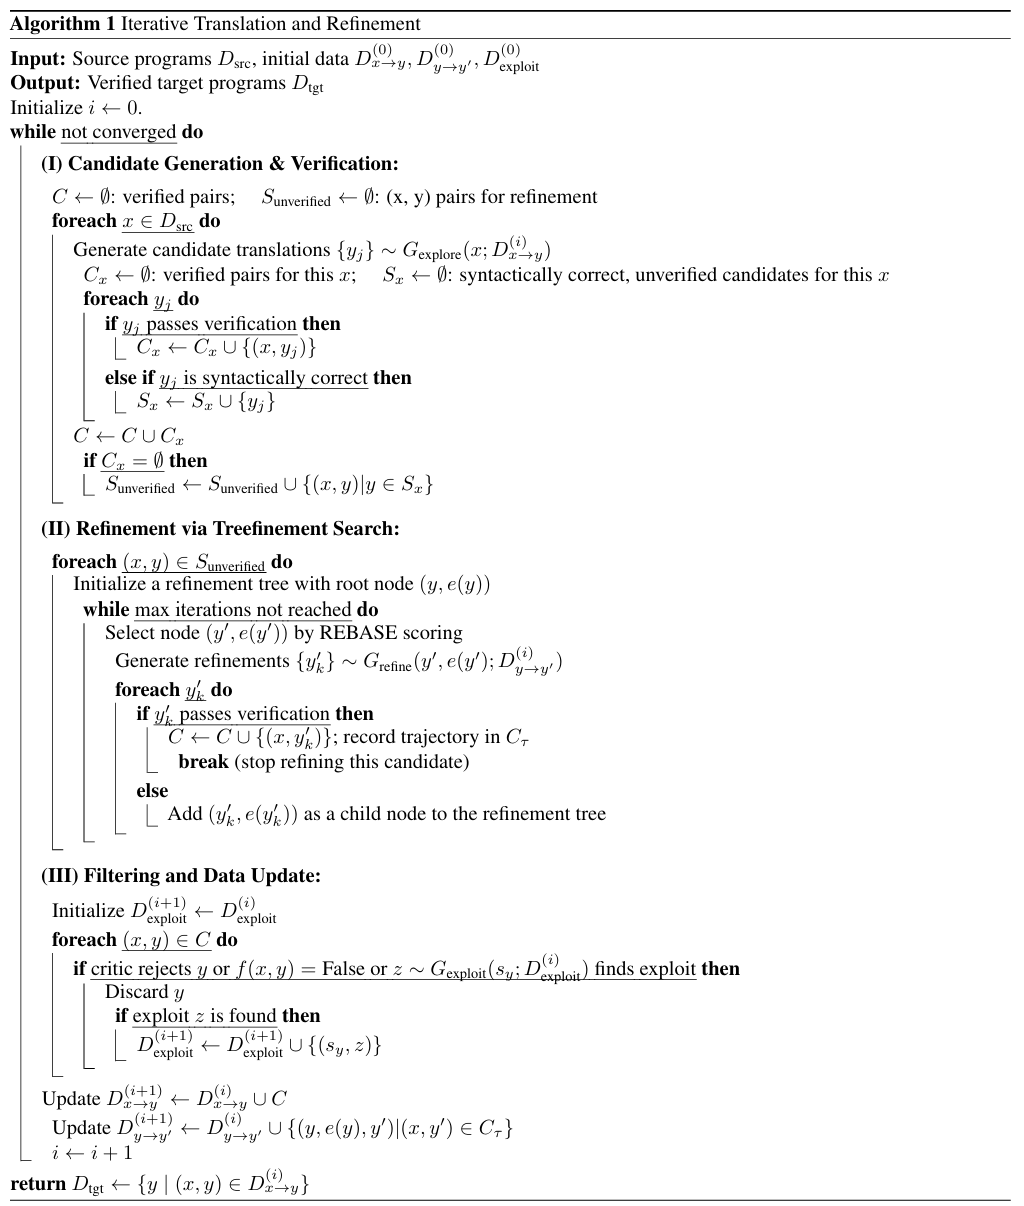 Algorithm 1 Iterative Translation and Refinement
Input: Source programs $D_{\text{src}}$, initial data $D^{(0)}_{x \to y}, D^{(0)}_{y \to y'}, D^{(0)}_{\text{exploit}}$
Output: Verified target programs $D_{\text{tgt}}$
Initialize $i \leftarrow 0$.
while not converged do
(I) Candidate Generation & Verification:
$C \leftarrow \emptyset$: verified pairs; $S_{\text{unverified}} \leftarrow \emptyset$: (x, y) pairs for refinement
foreach $x \in D_{\text{src}}$ do
Generate candidate translations $\{y_j\} \sim G_{\text{explore}}(x; D^{(i)}_{x \to y})$
$C_x \leftarrow \emptyset$: verified pairs for this $x$; $S_x \leftarrow \emptyset$: syntactically correct, unverified candidates for this $x$
foreach $y_j$ do
if $y_j$ passes verification then
$C_x \leftarrow C_x \cup \{(x, y_j)\}$
else if $y_j$ is syntactically correct then
$S_x \leftarrow S_x \cup \{y_j\}$
$C \leftarrow C \cup C_x$
if $C_x = \emptyset$ then
$S_{\text{unverified}} \leftarrow S_{\text{unverified}} \cup \{(x, y) | y \in S_x\}$
(II) Refinement via Treefinement Search:
foreach $(x, y) \in S_{\text{unverified}}$ do
Initialize a refinement tree with root node $(y, e(y))$
while max iterations not reached do
Select node $(y', e(y'))$ by REBASE scoring
Generate refinements $\{y'_k\} \sim G_{\text{refine}}(y', e(y'); D^{(i)}_{y \to y'})$
foreach $y'_k$ do
if $y'_k$ passes verification then
$C \leftarrow C \cup \{(x, y'_k)\}$; record trajectory in $C_\tau$
break (stop refining this candidate)
else
Add $(y'_k, e(y'_k))$ as a child node to the refinement tree
(III) Filtering and Data Update:
Initialize $D^{(i+1)}_{\text{exploit}} \leftarrow D^{(i)}_{\text{exploit}}$
foreach $(x, y) \in C$ do
if critic rejects $y$ or $f(x, y) = \text{False}$ or $z \sim G_{\text{exploit}}(s_y; D^{(i)}_{\text{exploit}})$ finds exploit then
Discard $y$
if exploit $z$ is found then
$D^{(i+1)}_{\text{exploit}} \leftarrow D^{(i+1)}_{\text{exploit}} \cup \{(s_y, z)\}$
Update $D^{(i+1)}_{x \to y} \leftarrow D^{(i)}_{x \to y} \cup C$
Update $D^{(i+1)}_{y \to y'} \leftarrow D^{(i)}_{y \to y'} \cup \{(y, e(y), y') | (x, y') \in C_\tau\}$
$i \leftarrow i + 1$
return $D_{\text{tgt}} \leftarrow \{y \mid (x, y) \in D^{(i)}_{x \to y}\}$